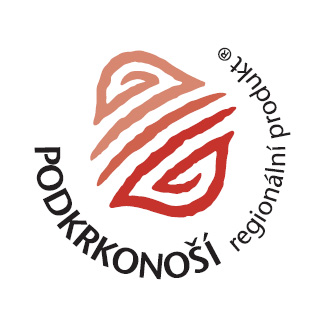 PODKRKONOŠÍ
regionální produkt®